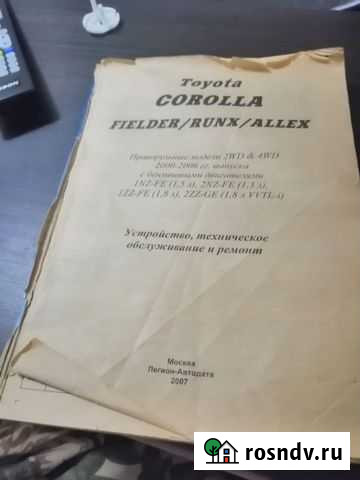 Toyota
COROLLA
FIELDER/RUNX/ALLEX
Праворульные модели 2WD & 4WD
2000-2006 гг. выпуска
с бензиновыми двигателями
1NZ-FE (1,5 л), 2NZ-FE (1,3 л),
1ZZ-FE (1,8 л), 2ZZ-GE (1,8 л VVTL-i)
Устройство, техническое
обслуживание и ремонт
Москва
Легион-Автодата
2007
rosndv.ru